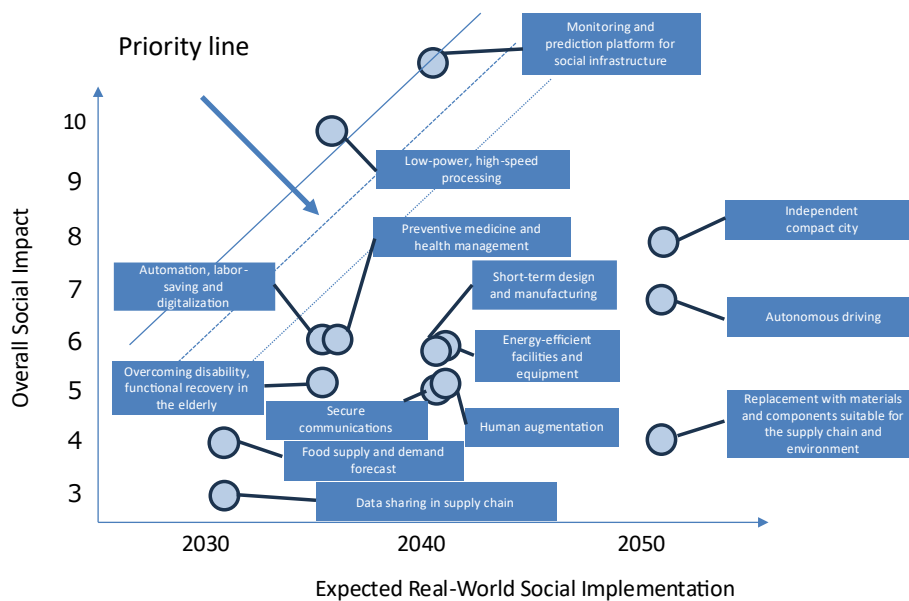 Priority line
Monitoring and
prediction platform for
social infrastructure
10
Low-power, high-speed
processing
9
Preventive medicine and
health management
Independent
compact city
8
Automation, labor-
saving and
digitalization
Short-term design
and manufacturing
7
Autonomous driving
6
Energy-efficient
facilities and
equipment
Overcoming disability,
functional recovery in
the elderly
5
Replacement with materials
and components suitable for
the supply chain and
environment
Secure
communications
Human augmentation
4
Food supply and demand
forecast
3
Data sharing in supply chain
Overall Social Impact
2030
2040
2050
Expected Real-World Social Implementation